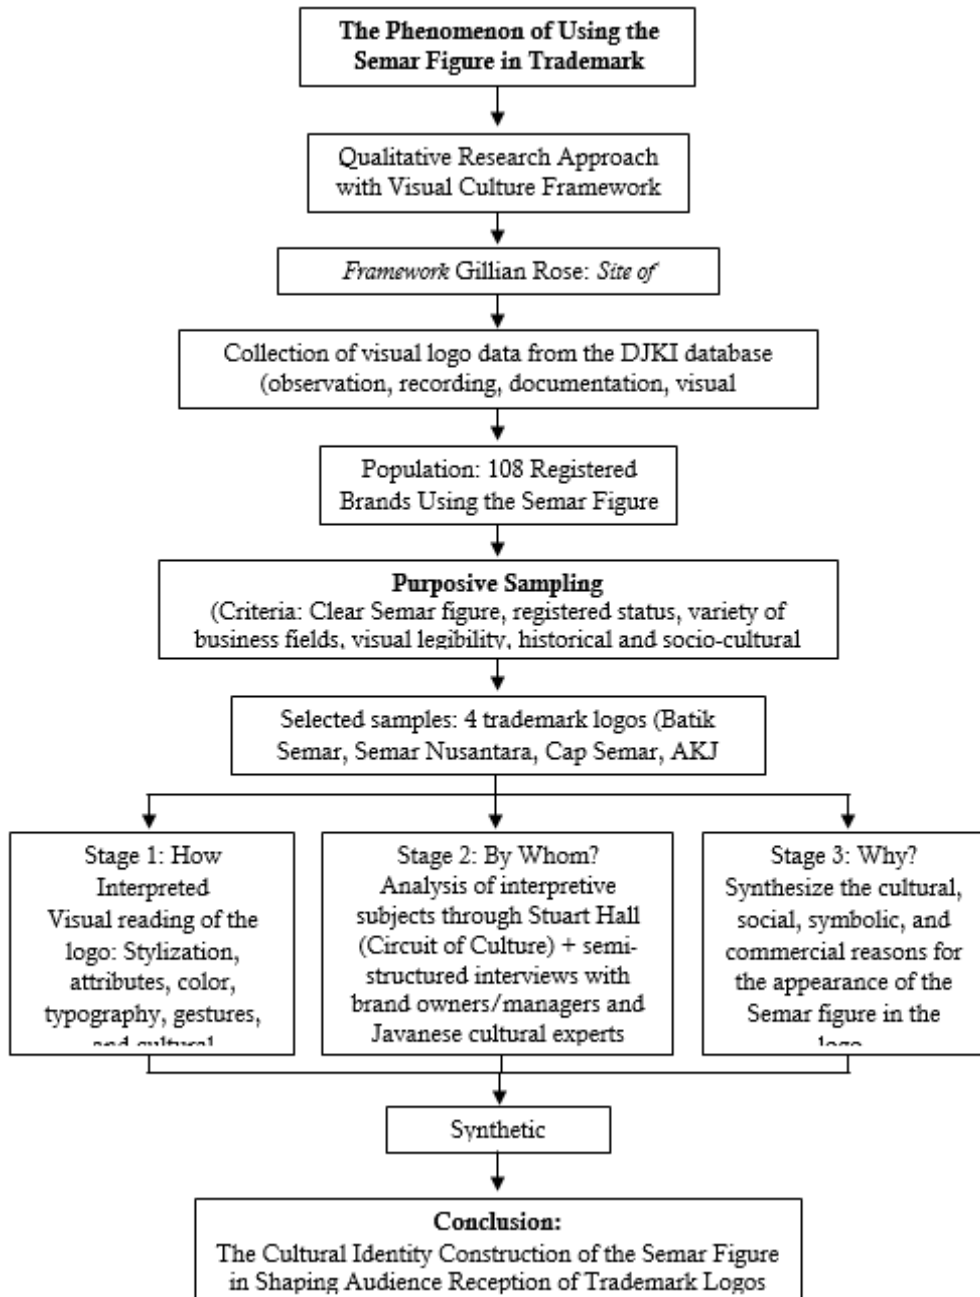 The Phenomenon of Using the
Semar Figure in Trademark
Qualitative Research Approach
with Visual Culture Framework
Framework Gillian Rose: Site of
Collection of visual logo data from the DJKI database
(observation, recording, documentation, visual
Population: 108 Registered
Brands Using the Semar Figure
Purposive Sampling
(Criteria: Clear Semar figure, registered status, variety of
business fields, visual legibility, historical and socio-cultural
Selected samples: 4 trademark logos (Batik
Semar, Semar Nusantara, Cap Semar, AKJ
Stage 1: How
Interpreted
Visual reading of the
logo: Stylization,
attributes, color,
typography, gestures,
and cultural
Stage 2: By Whom?
Analysis of interpretive
subjects through Stuart Hall
(Circuit of Culture) + semi-
structured interviews with
brand owners/managers and
Javanese cultural experts
Stage 3: Why?
Synthesize the cultural,
social, symbolic, and
commercial reasons for
the appearance of the
Semar figure in the
logo
Synthetic
Conclusion:
The Cultural Identity Construction of the Semar Figure
in Shaping Audience Reception of Trademark Logos